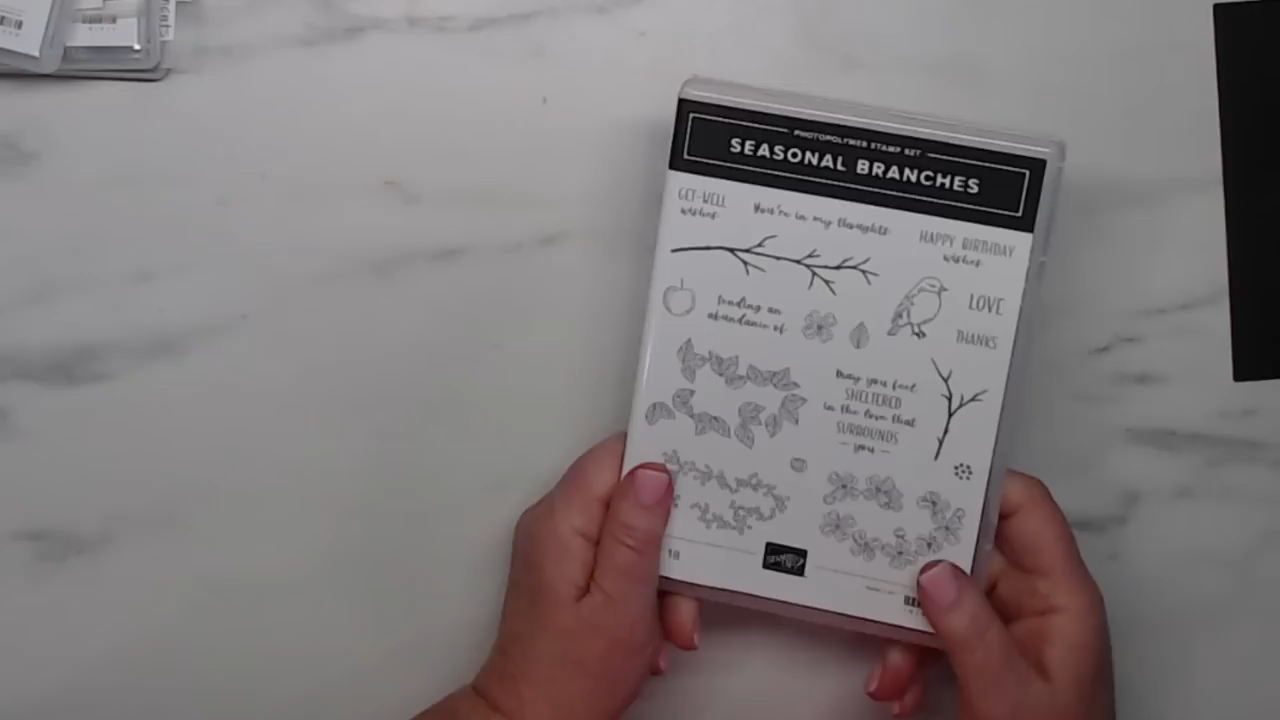 PHOTOPOLYMER STAMP SET
SEASONAL BRANCHES
GET-WELL
wishes
You're in my thoughts
HAPPY BIRTHDAY
wishes
Sending an
abundance of
LOVE
THANKS
May you feel
SHELTERED
in the love that
SURROUNDS
— you —
18